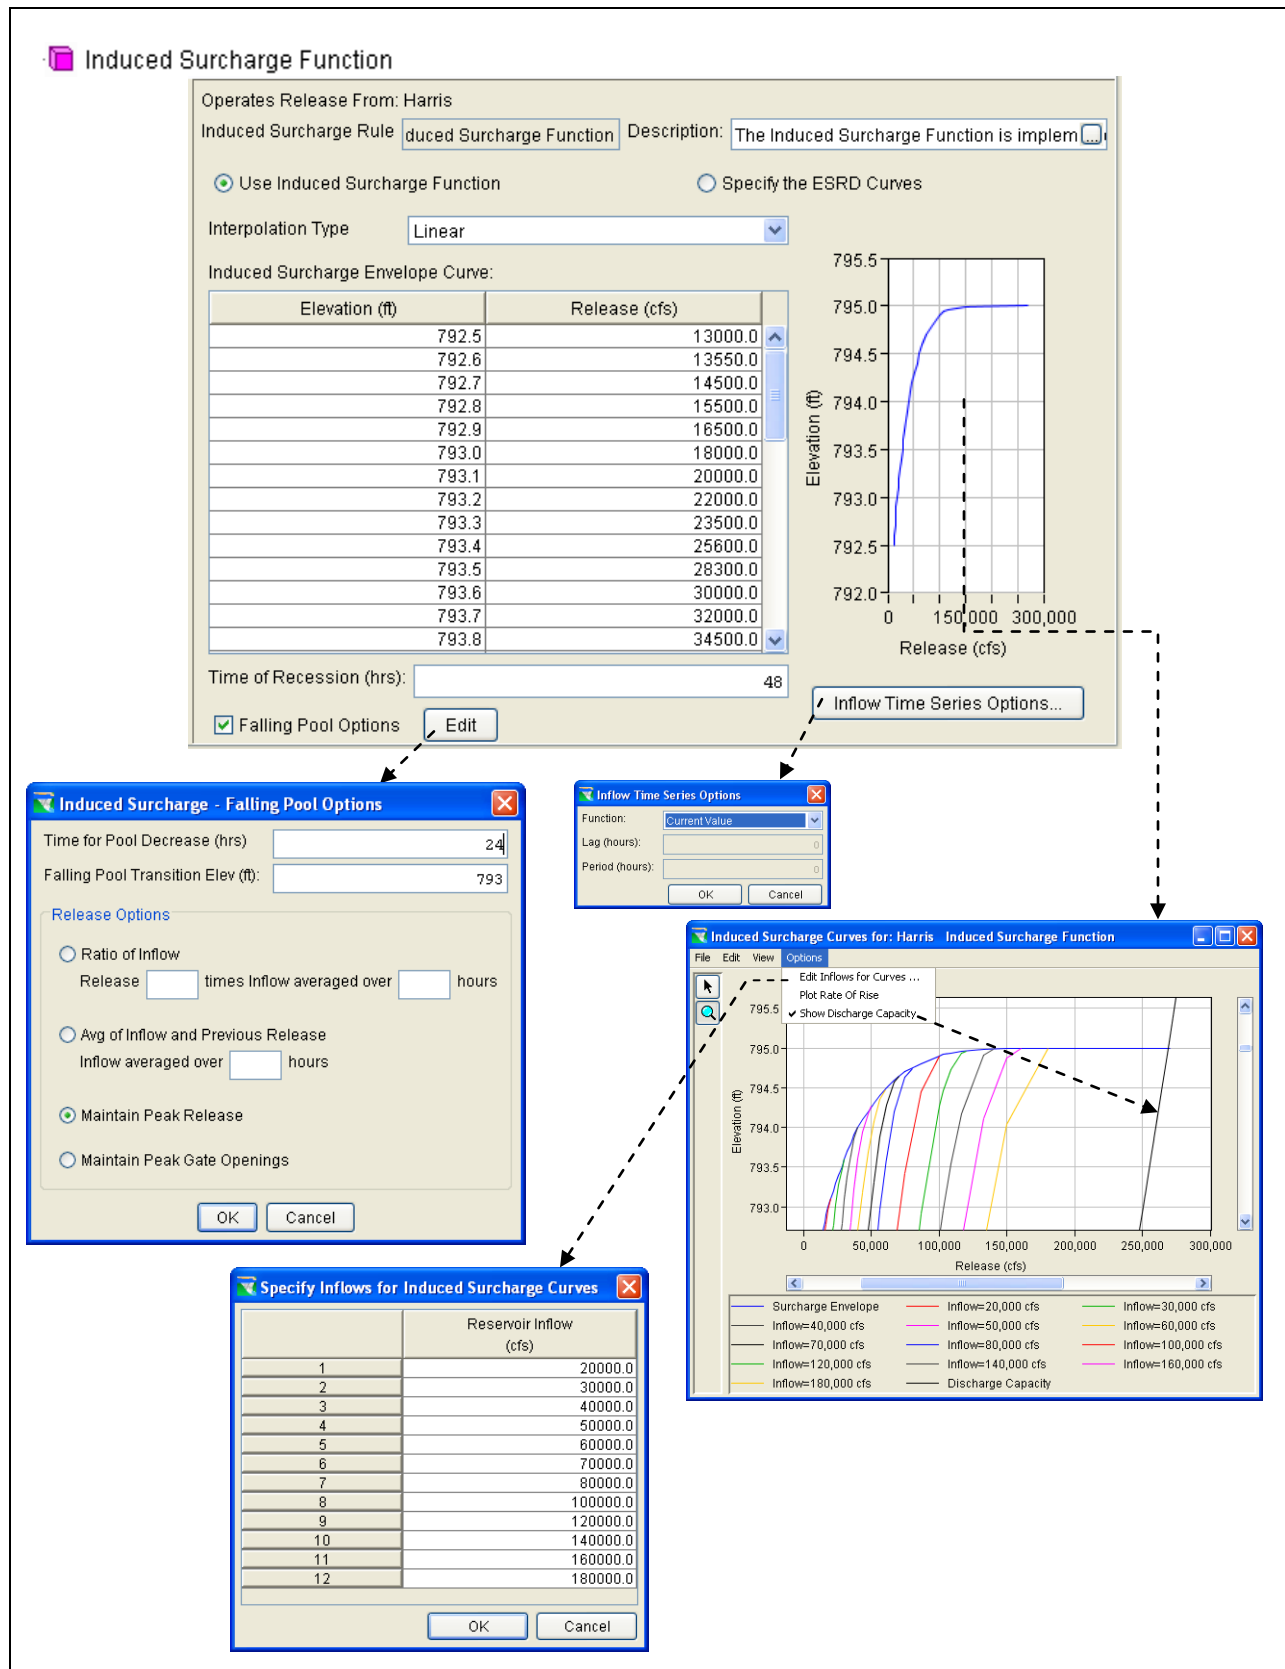 Induced Surcharge Function
Operates Release From: Harris
Induced Surcharge Rule duced Surcharge Function Description: The Induced Surcharge Function is implem ...
Use Induced Surcharge Function Specify the ESRD Curves
Interpolation Type Linear
Induced Surcharge Envelope Curve:
Elevation (ft) Release (cfs)
792.5 13000.0
792.6 13550.0
792.7 14500.0
792.8 15500.0
792.9 16500.0
793.0 18000.0
793.1 20000.0
793.2 22000.0
793.3 23500.0
793.4 25600.0
793.5 28300.0
793.6 30000.0
793.7 32000.0
793.8 34500.0
795.5
795.0
794.5
794.0
793.5
793.0
792.5
792.0
Elevation (ft)
0 150,000 300,000
Release (cfs)
Time of Recession (hrs): 48
Inflow Time Series Options...
Falling Pool Options Edit
Induced Surcharge - Falling Pool Options
Time for Pool Decrease (hrs) 24
Falling Pool Transition Elev (ft): 793
Release Options
Ratio of Inflow
Release times Inflow averaged over hours
Avg of Inflow and Previous Release
Inflow averaged over hours
Maintain Peak Release
Maintain Peak Gate Openings
OK Cancel
Inflow Time Series Options
Function: Current Value
Lag (hours): 0
Period (hours): 0
OK Cancel
Induced Surcharge Curves for: Harris Induced Surcharge Function
File Edit View Options
Edit Inflows for Curves ...
Plot Rate Of Rise
Show Discharge Capacity
795.5
795.0
794.5
794.0
793.5
793.0
Elevation (ft)
0 50,000 100,000 150,000 200,000 250,000 300,000
Release (cfs)
Surcharge Envelope Inflow=20,000 cfs Inflow=30,000 cfs
Inflow=40,000 cfs Inflow=50,000 cfs Inflow=60,000 cfs
Inflow=70,000 cfs Inflow=80,000 cfs Inflow=100,000 cfs
Inflow=120,000 cfs Inflow=140,000 cfs Inflow=160,000 cfs
Inflow=180,000 cfs Discharge Capacity
Specify Inflows for Induced Surcharge Curves
Reservoir Inflow
(cfs)
1 20000.0
2 30000.0
3 40000.0
4 50000.0
5 60000.0
6 70000.0
7 80000.0
8 100000.0
9 120000.0
10 140000.0
11 160000.0
12 180000.0
OK Cancel